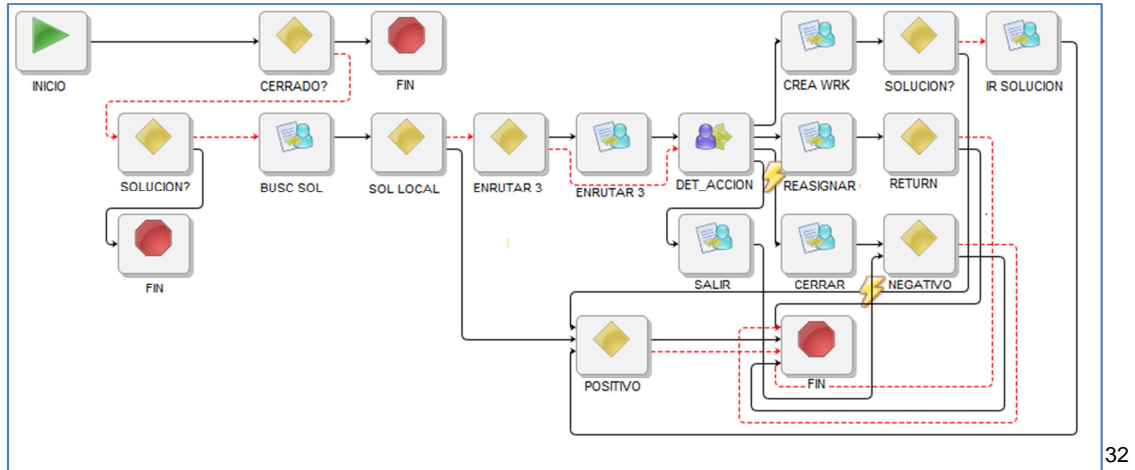 INICIO
CERRADO?
FIN
CREA WRK
SOLUCION?
IR SOLUCION
SOLUCION?
BUSC SOL
SOL LOCAL
ENRUTAR 3
ENRUTAR 3
DET_ACCION
REASIGNAR
RETURN
FIN
SALIR
CERRAR
NEGATIVO
POSITIVO
FIN
32